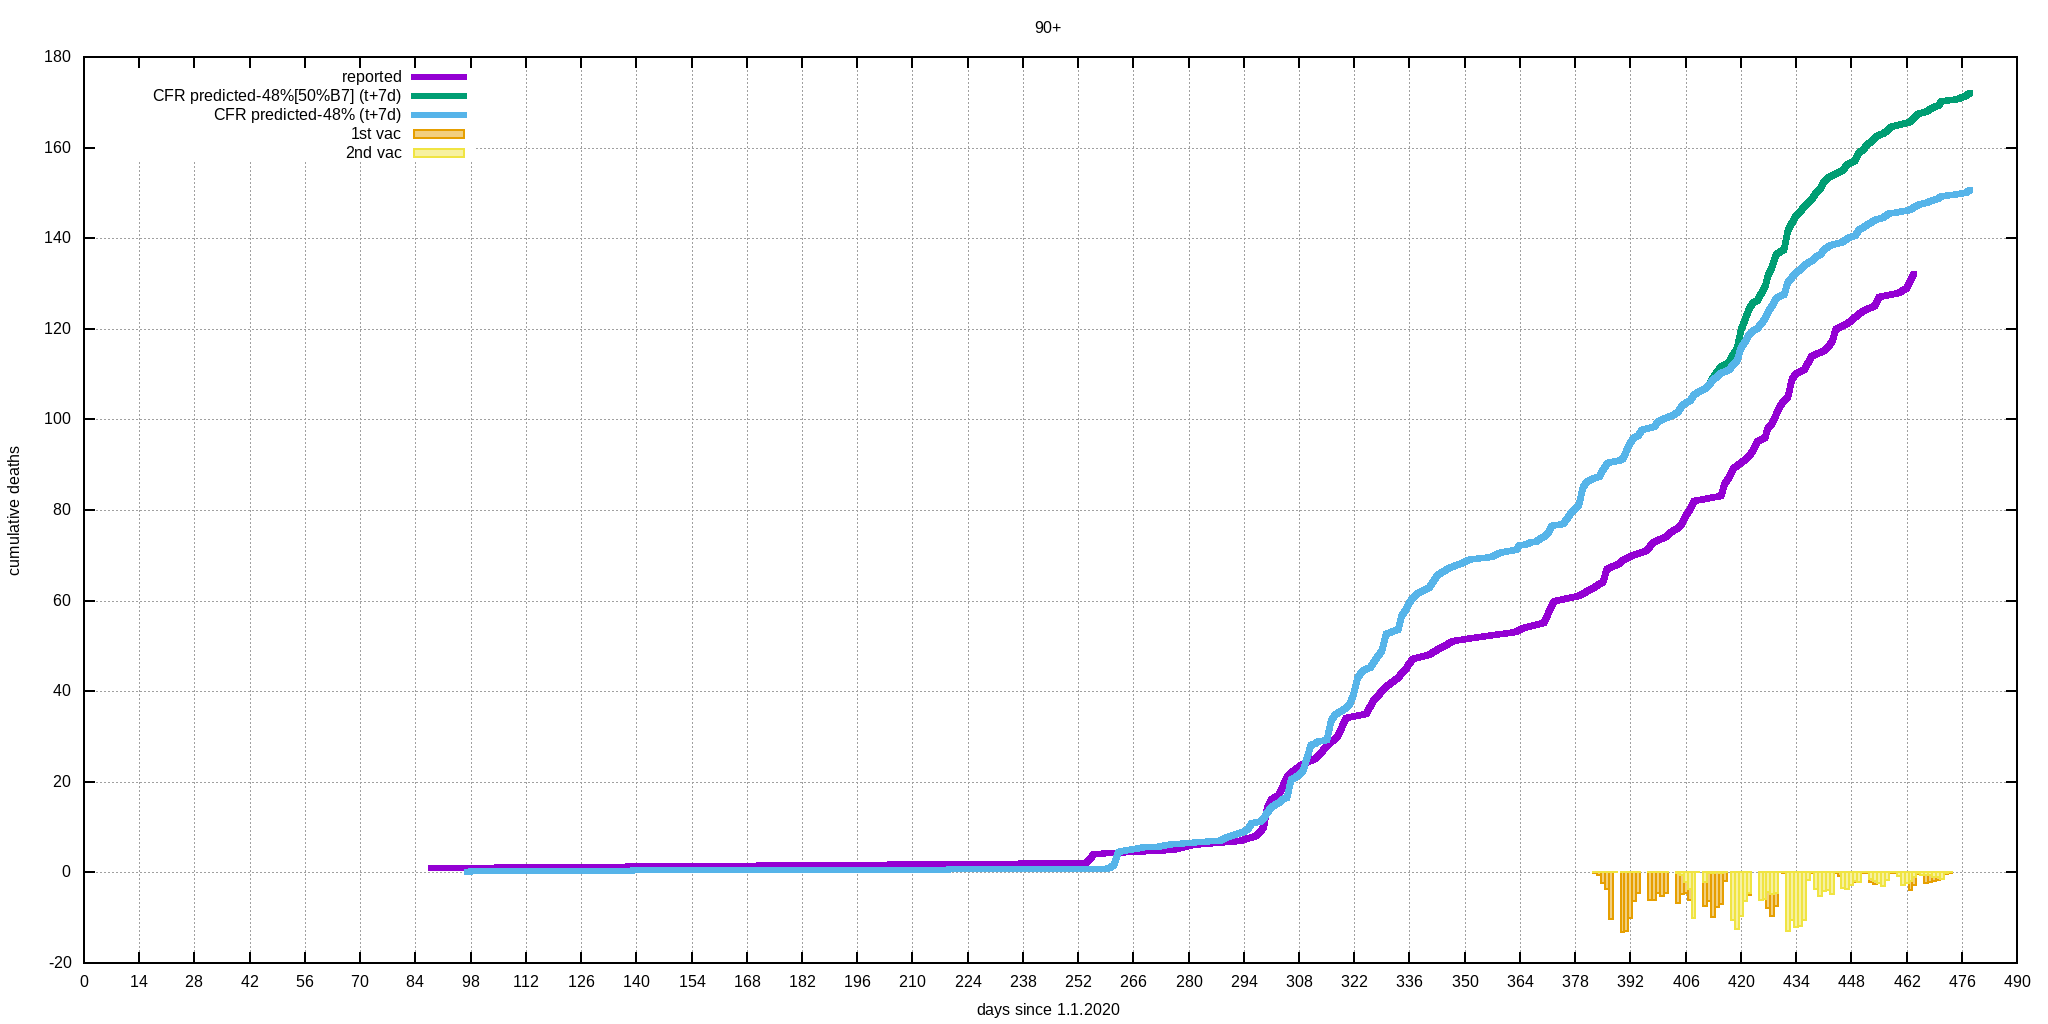 90+
180
160
140
120
100
80
60
40
20
0
-20
reported
CFR predicted-48%[50%B7] (t+7d)
CFR predicted-48% (t+7d)
1st vac
2nd vac
cumulative deaths
0 14 28 42 56 70 84 98 112 126 140 154 168 182 196 210 224 238 252 266 280 294 308 322 336 350 364 378 392 406 420 434 448 462 476 490
days since 1.1.2020